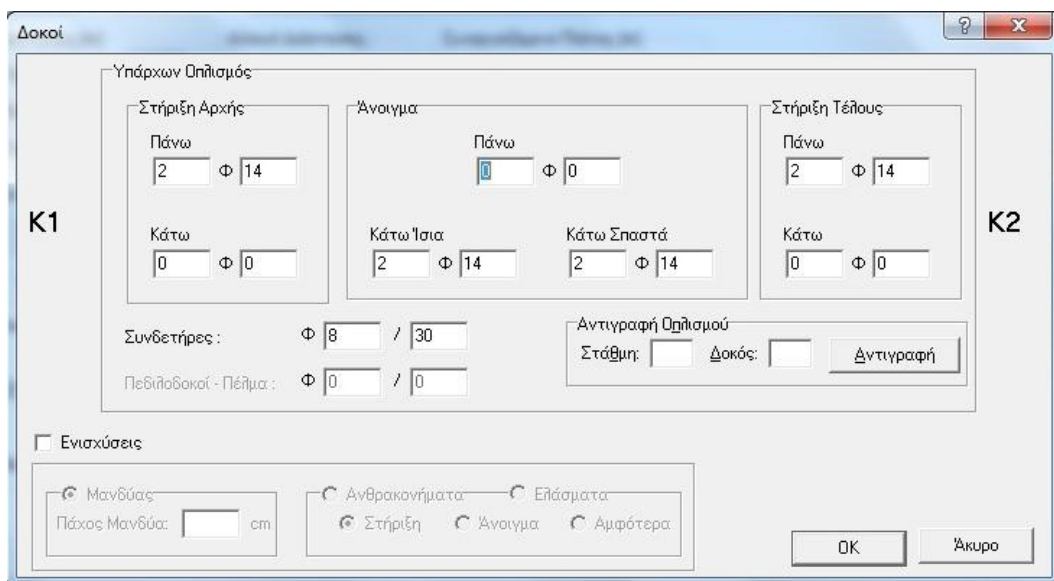 Δοκοί
Υπάρχων Οπλισμός
Στήριξη Αρχής
Άνοιγμα
Στήριξη Τέλους
Πάνω
Πάνω
Πάνω
2 Φ 14
0 Φ 0
2 Φ 14
K1
K2
Κάτω
Κάτω Ίσια
Κάτω Σπαστά
Κάτω
0 Φ 0
2 Φ 14
2 Φ 14
0 Φ 0
Συνδετήρες : Φ 8 / 30
Αντιγραφή Οπλισμού
Στάθμη: Δοκός: Αντιγραφή
Πεδιλοδοκοί - Πέλμα : Φ 0 / 0
Ενισχύσεις
Μανδύας
Ανθρακονήματα Ελάσματα
Πάχος Μανδύα: cm
Στήριξη Άνοιγμα Αμφότερα
OK Άκυρο